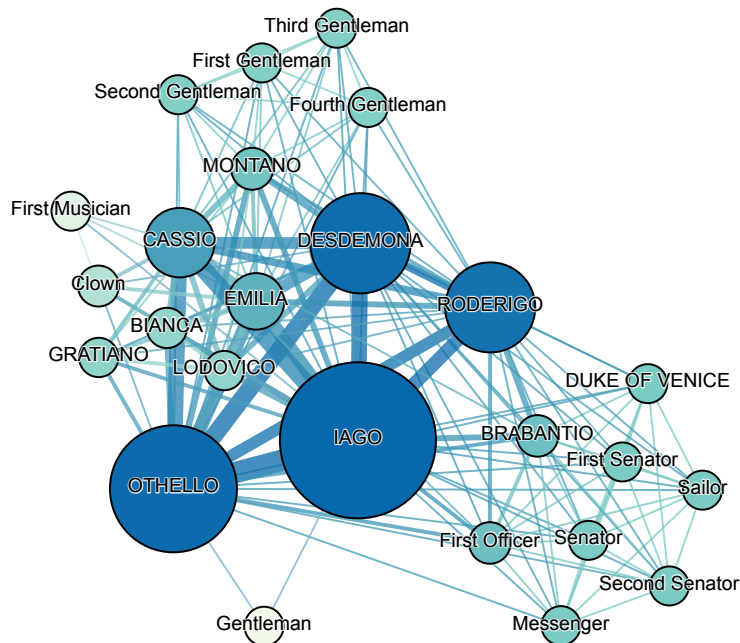 Third Gentleman
First Gentleman
Second Gentleman
Fourth Gentleman
MONTANO
First Musician
CASSIO
DESDEMONA
Clown
EMILIA
RODERIGO
BIANCA
GRATIANO
LODOVICO
DUKE OF VENICE
IAGO
BRABANTIO
First Senator
OTHELLO
Sailor
First Officer
Senator
Second Senator
Gentleman
Messenger